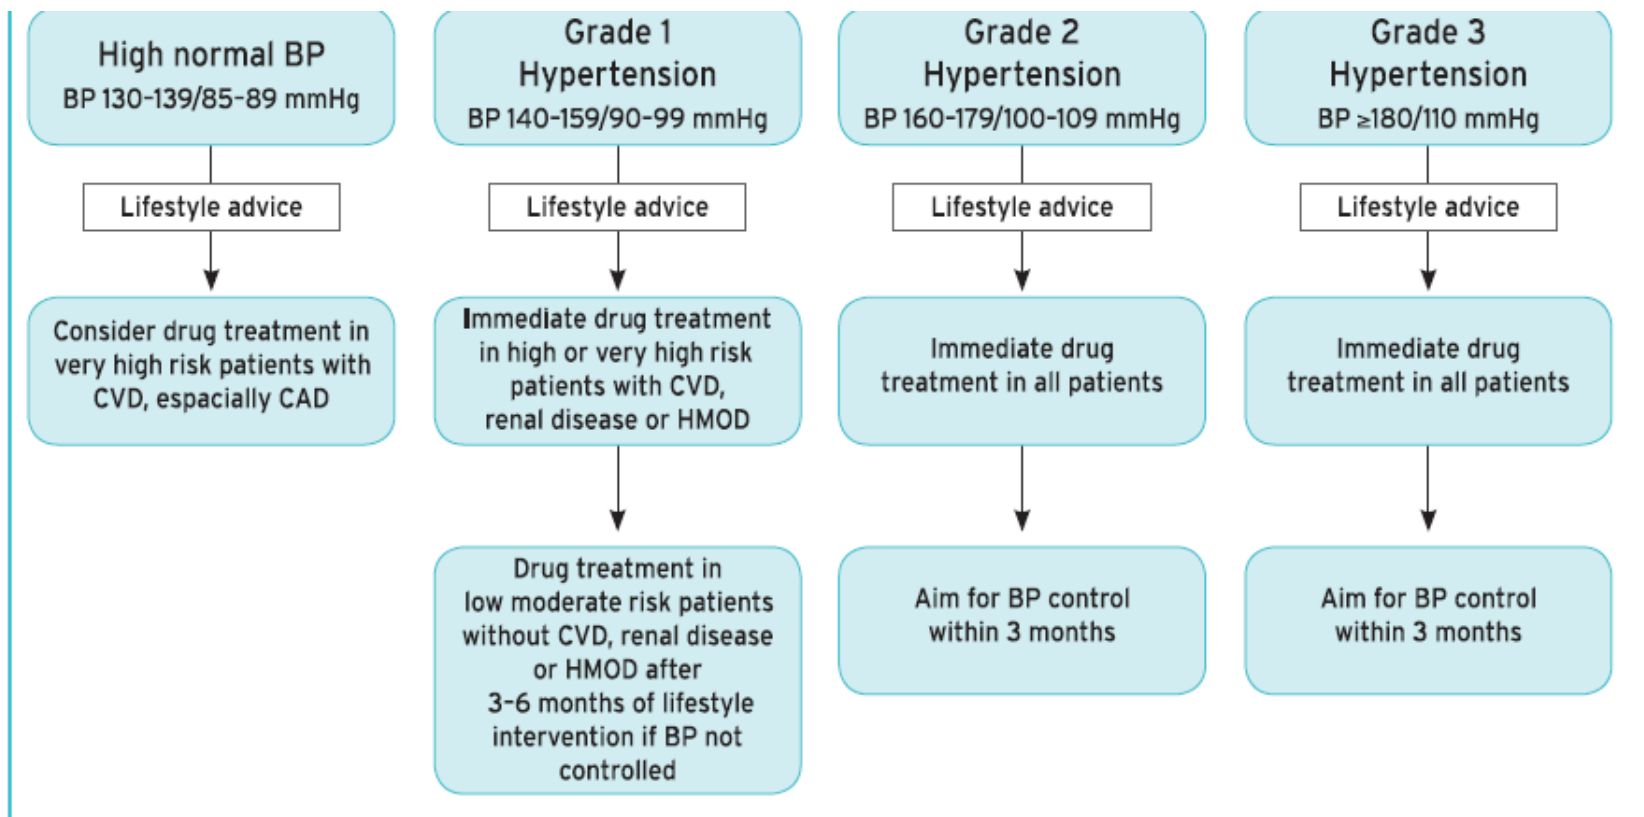 High normal BP
BP 130-139/85-89 mmHg
Lifestyle advice
Consider drug treatment in
very high risk patients with
CVD, espacially CAD
Grade 1
Hypertension
BP 140-159/90-99 mmHg
Lifestyle advice
Immediate drug treatment
in high or very high risk
patients with CVD,
renal disease or HMOD
Drug treatment in
low moderate risk patients
without CVD, renal disease
or HMOD after
3-6 months of lifestyle
intervention if BP not
controlled
Grade 2
Hypertension
BP 160-179/100-109 mmHg
Lifestyle advice
Immediate drug
treatment in all patients
Aim for BP control
within 3 months
Grade 3
Hypertension
BP ≥180/110 mmHg
Lifestyle advice
Immediate drug
treatment in all patients
Aim for BP control
within 3 months